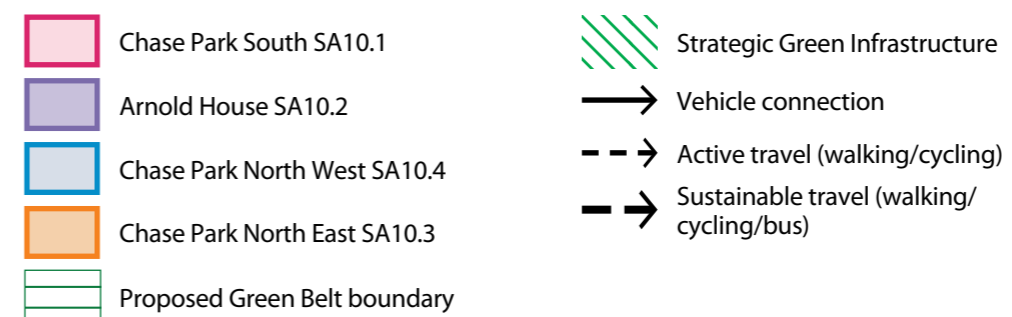 Chase Park South SA10.1
Arnold House SA10.2
Chase Park North West SA10.4
Chase Park North East SA10.3
Proposed Green Belt boundary
Strategic Green Infrastructure
Vehicle connection
Active travel (walking/cycling)
Sustainable travel (walking/
cycling/bus)